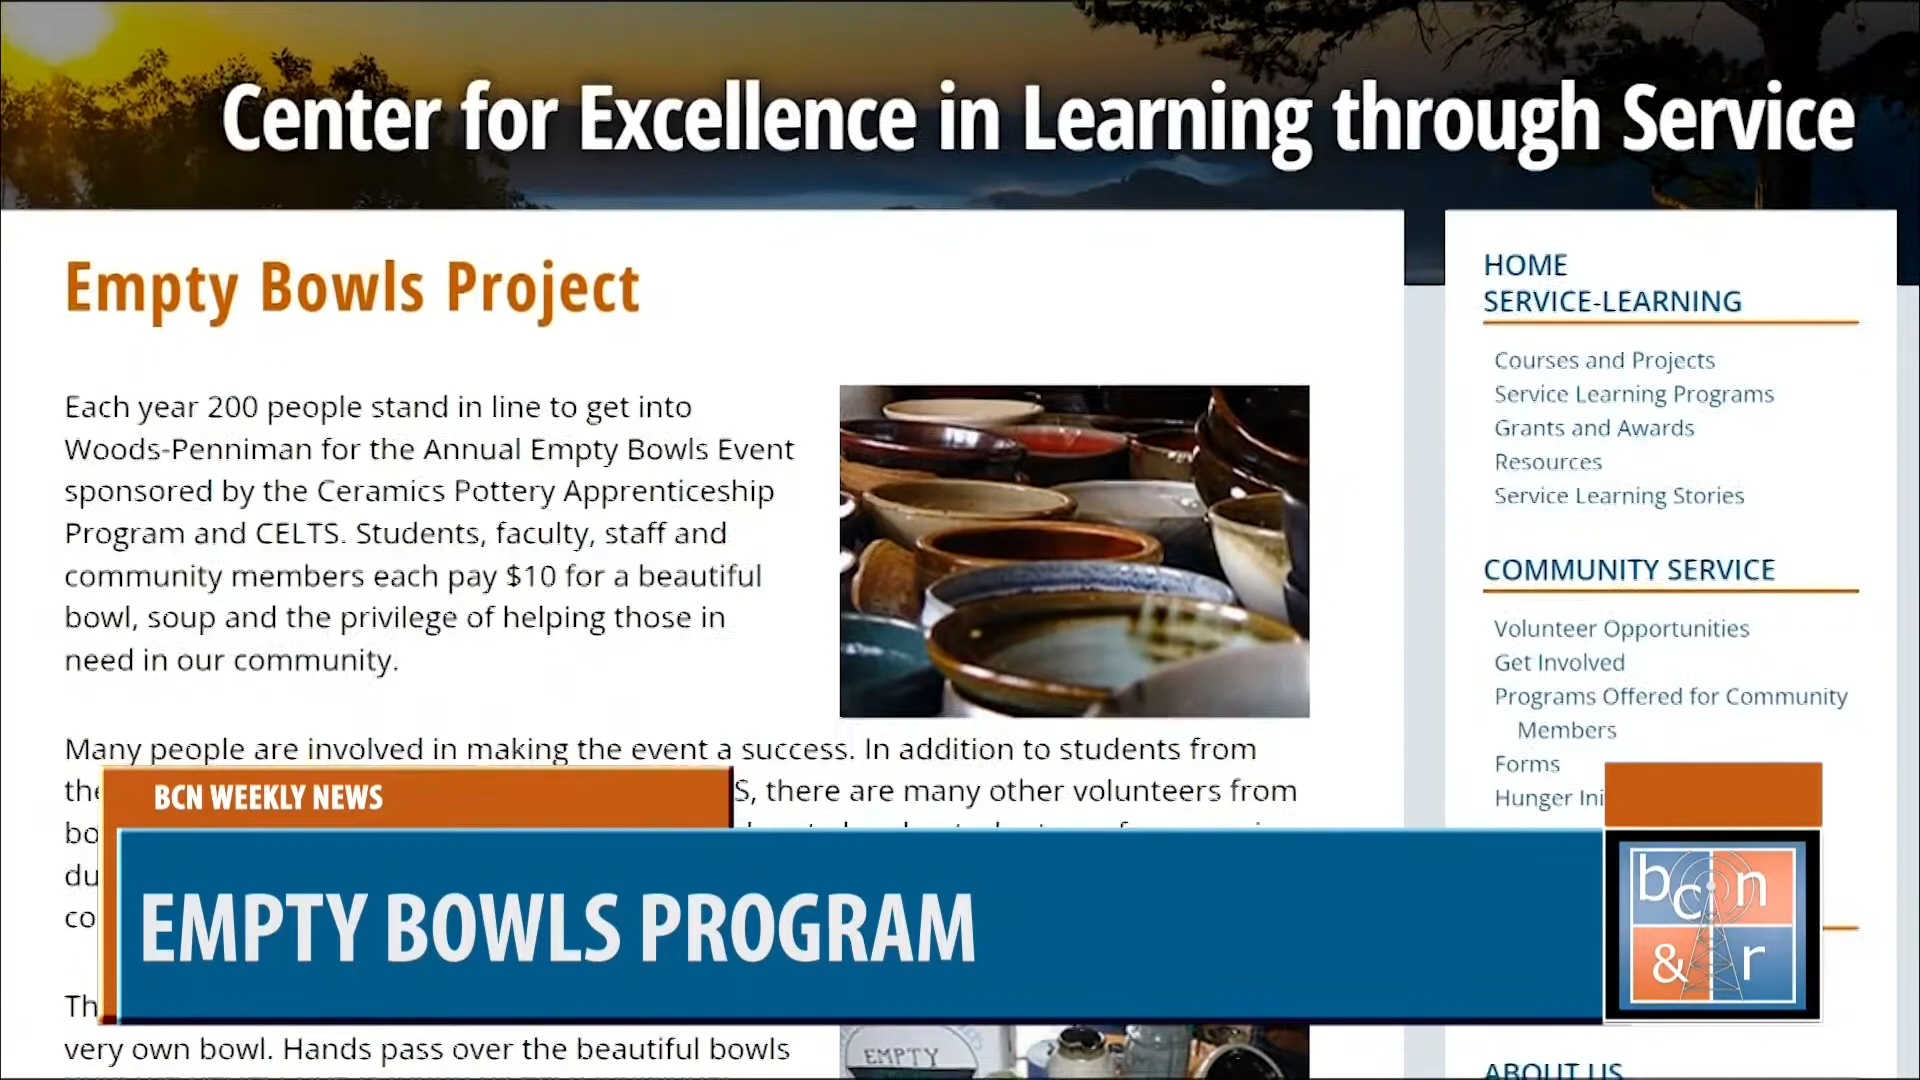 Center for Excellence in Learning through Service
Empty Bowls Project
Each year 200 people stand in line to get into
Woods-Penniman for the Annual Empty Bowls Event
sponsored by the Ceramics Pottery Apprenticeship
Program and CELTS. Students, faculty, staff and
community members each pay $10 for a beautiful
bowl, soup and the privilege of helping those in
need in our community.
Many people are involved in making the event a success. In addition to students from
S, there are many other volunteers from
very own bowl. Hands pass over the beautiful bowls
EMPTY
HOME
SERVICE-LEARNING
Courses and Projects
Service Learning Programs
Grants and Awards
Resources
Service Learning Stories
COMMUNITY SERVICE
Volunteer Opportunities
Get Involved
Programs Offered for Community
Members
Forms
Hunger Ini
ABOUT US
BCN WEEKLY NEWS
EMPTY BOWLS PROGRAM
bcn
&r